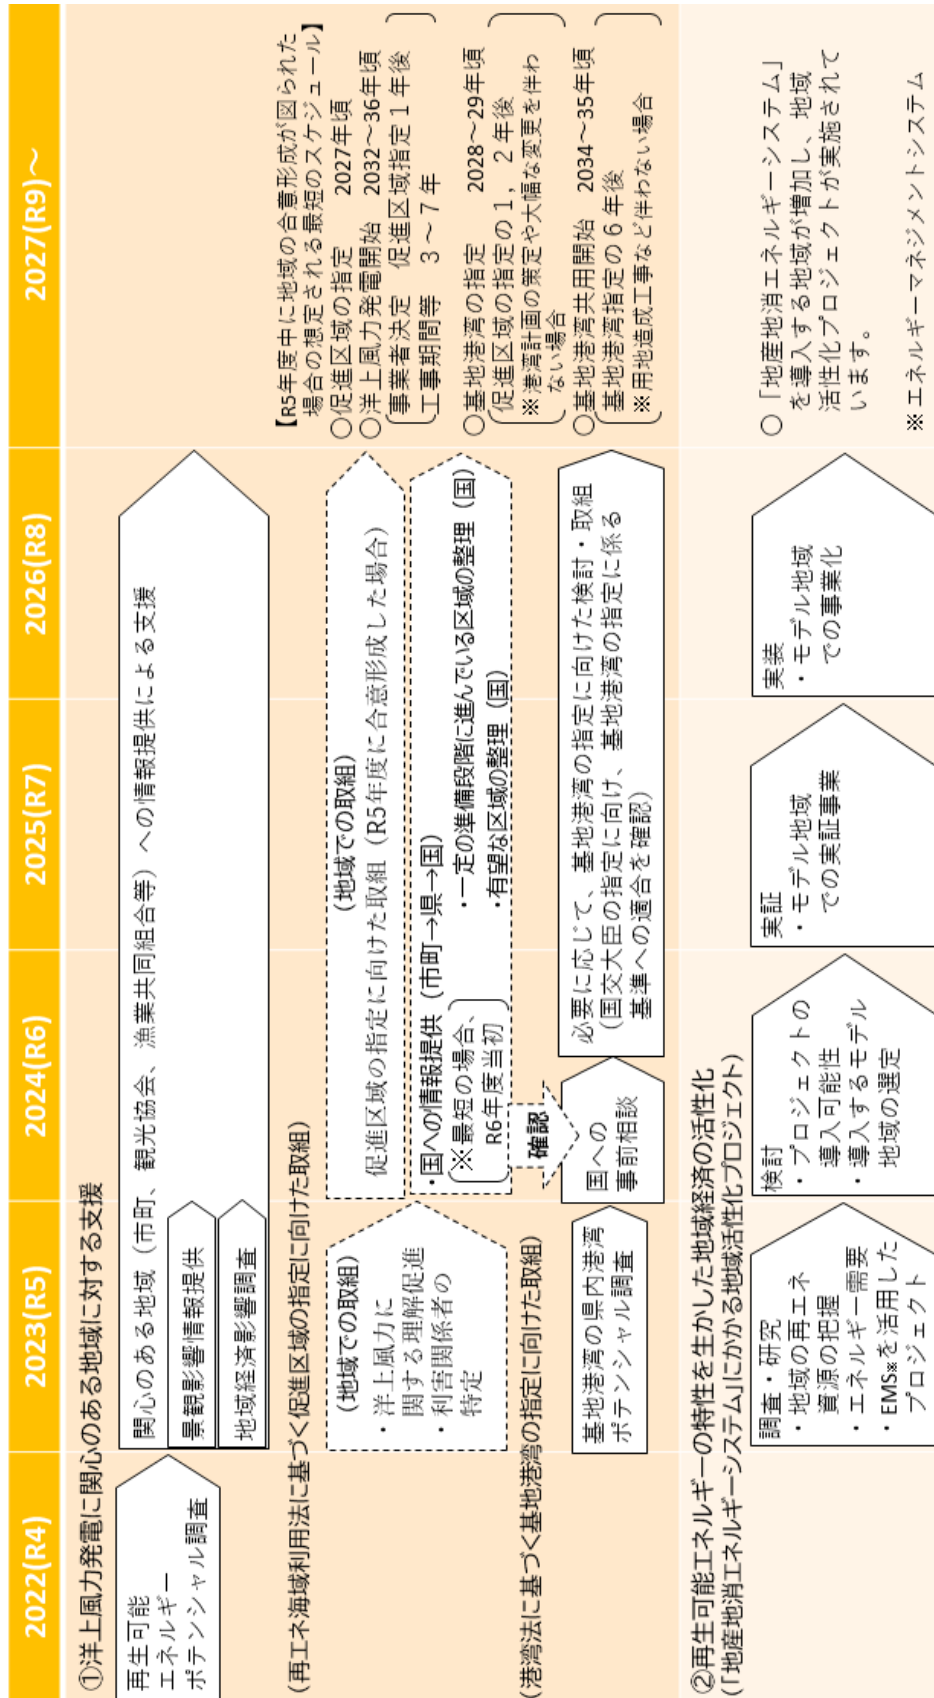 2022(R4)
2023(R5)
2024(R6)
2025(R7)
2026(R8)
2027(R9)～
①洋上風力発電に関心のある地域に対する支援
再生可能
エネルギー
ポテンシャル調査
関心のある地域（市町、観光協会、漁業共同組合等）への情報提供による支援
景観影響情報提供
地域経済影響調査
(再エネ海域利用法に基づく促進区域の指定に向けた取組)
(地域での取組)
・洋上風力に
関する理解促進
・利害関係者の
特定
(地域での取組)
促進区域の指定に向けた取組（R5年度に合意形成した場合）
・国への情報提供（市町→県→国）
※最短の場合、
R6年度当初
・一定の準備段階に進んでいる区域の整理（国）
・有望な区域の整理（国）
確認
(港湾法に基づく基地港湾の指定に向けた取組)
基地港湾の県内港湾
ポテンシャル調査
国への
事前相談
必要に応じて、基地港湾の指定に向けた検討・取組
(国交大臣の指定に向け、基地港湾の指定に係る
基準への適合を確認)
【R5年度中に地域の合意形成が図られた
場合の想定される最短のスケジュール】
○促進区域の指定　2027年頃
○洋上風力発電開始　2032～36年頃
事業者決定　促進区域指定１年後
工事期間等　３～７年
○基地港湾の指定　2028～29年頃
促進区域の指定の１，２年後
※港湾計画の策定や大幅な変更を伴わ
ない場合
○基地港湾共用開始　2034～35年頃
基地港湾指定の６年後
※用地造成工事など伴わない場合
②再生可能エネルギーの特性を生かした地域経済の活性化
(「地産地消エネルギーシステム」にかかる地域活性化プロジェクト)
調査・研究
・地域の再エネ
資源の把握
・エネルギー需要
・EMS※を活用した
プロジェクト
検討
・プロジェクトの
導入可能性
・導入するモデル
地域の選定
実証
・モデル地域
での実証事業
実装
・モデル地域
での事業化
○「地産地消エネルギーシステム」
を導入する地域が増加し、地域
活性化プロジェクトが実施されて
います。
※エネルギーマネジメントシステム